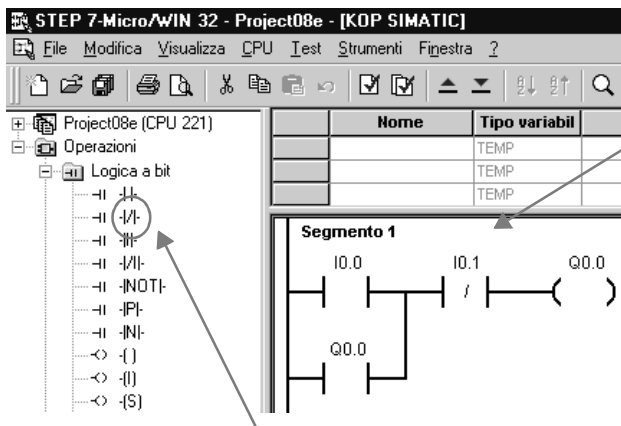 STEP 7-Micro/WIN 32 - Project08e - [KOP SIMATIC]
File Modifica Visualizza CPU Test Strumenti Finestra ?
Project08e (CPU 221)
Operazioni
Logica a bit
-| |-
-|/|-
-|I|-
-|/I|-
-|NOT|-
-|P|-
-|N|-
-( )
-(I)
-(S)
Nome Tipo variabil
TEMP
TEMP
TEMP
Segmento 1
I0.0 I0.1 Q0.0
/
Q0.0